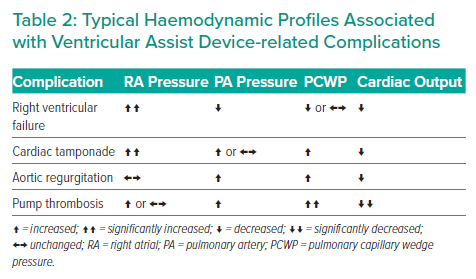 Table 2: Typical Haemodynamic Profiles Associated
with Ventricular Assist Device-related Complications
Complication RA Pressure PA Pressure PCWP Cardiac Output
Right ventricular failure ⬆⬆ ⬇ ⬇ or ⬌ ⬇
Cardiac tamponade ⬆⬆ ⬆ or ⬌ ⬆ ⬇
Aortic regurgitation ⬌ ⬆ ⬆ ⬇
Pump thrombosis ⬆ or ⬌ ⬆ ⬆⬆ ⬇⬇
⬆ = increased; ⬆⬆ = significantly increased; ⬇ = decreased; ⬇⬇ = significantly decreased;
⬌ unchanged; RA = right atrial; PA = pulmonary artery; PCWP = pulmonary capillary wedge
pressure.